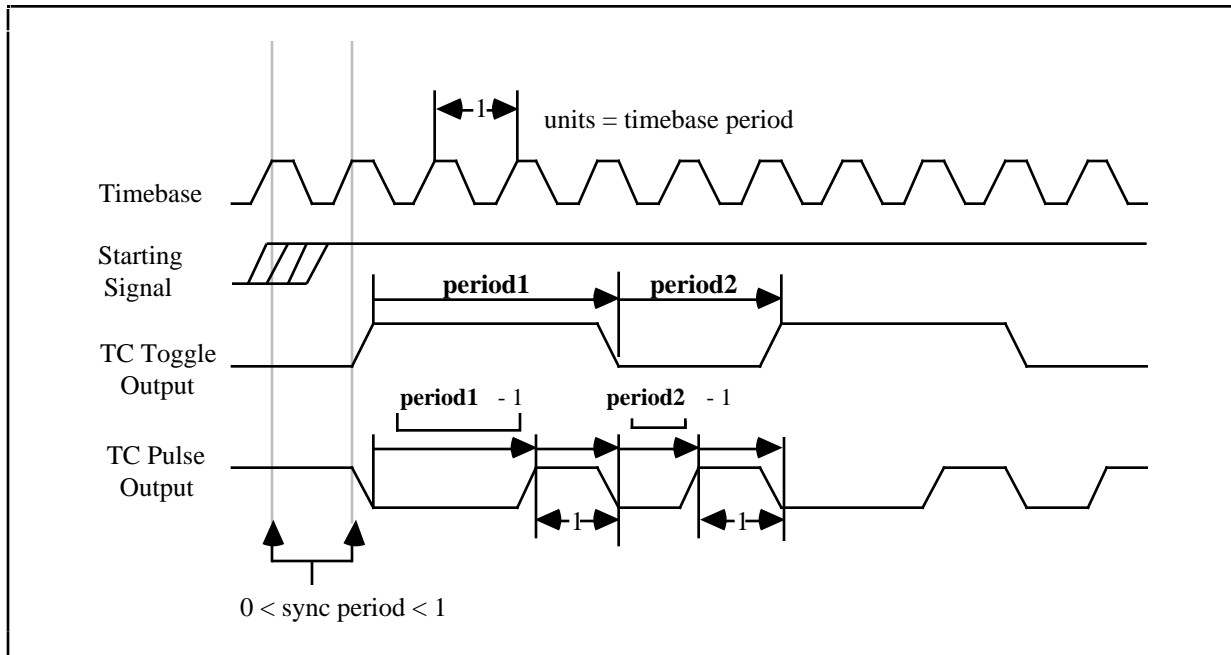 1
units = timebase period
Timebase
Starting
Signal
period1
period2
TC Toggle
Output
period1 - 1
period2 - 1
TC Pulse
Output
1
1
0 < sync period < 1